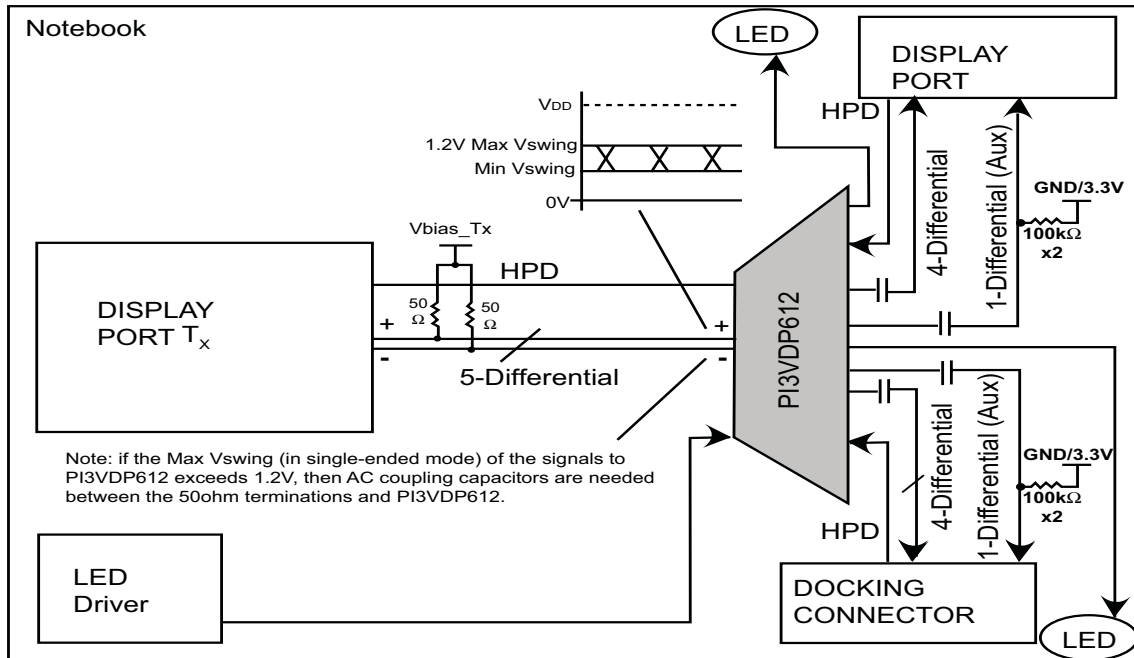 Notebook
LED
DISPLAY
PORT
VDD
1.2V Max Vswing
Min Vswing
0V
HPD
4-Differential
1-Differential (Aux)
GND/3.3V
100kΩ
x2
Vbias_Tx
HPD
50
Ω
50
Ω
DISPLAY
PORT TX
+
-
+
-
5-Differential
PI3VDP612
Note: if the Max Vswing (in single-ended mode) of the signals to
PI3VDP612 exceeds 1.2V, then AC coupling capacitors are needed
between the 50ohm terminations and PI3VDP612.
HPD
4-Differential
1-Differential (Aux)
GND/3.3V
100kΩ
x2
LED
Driver
DOCKING
CONNECTOR
LED